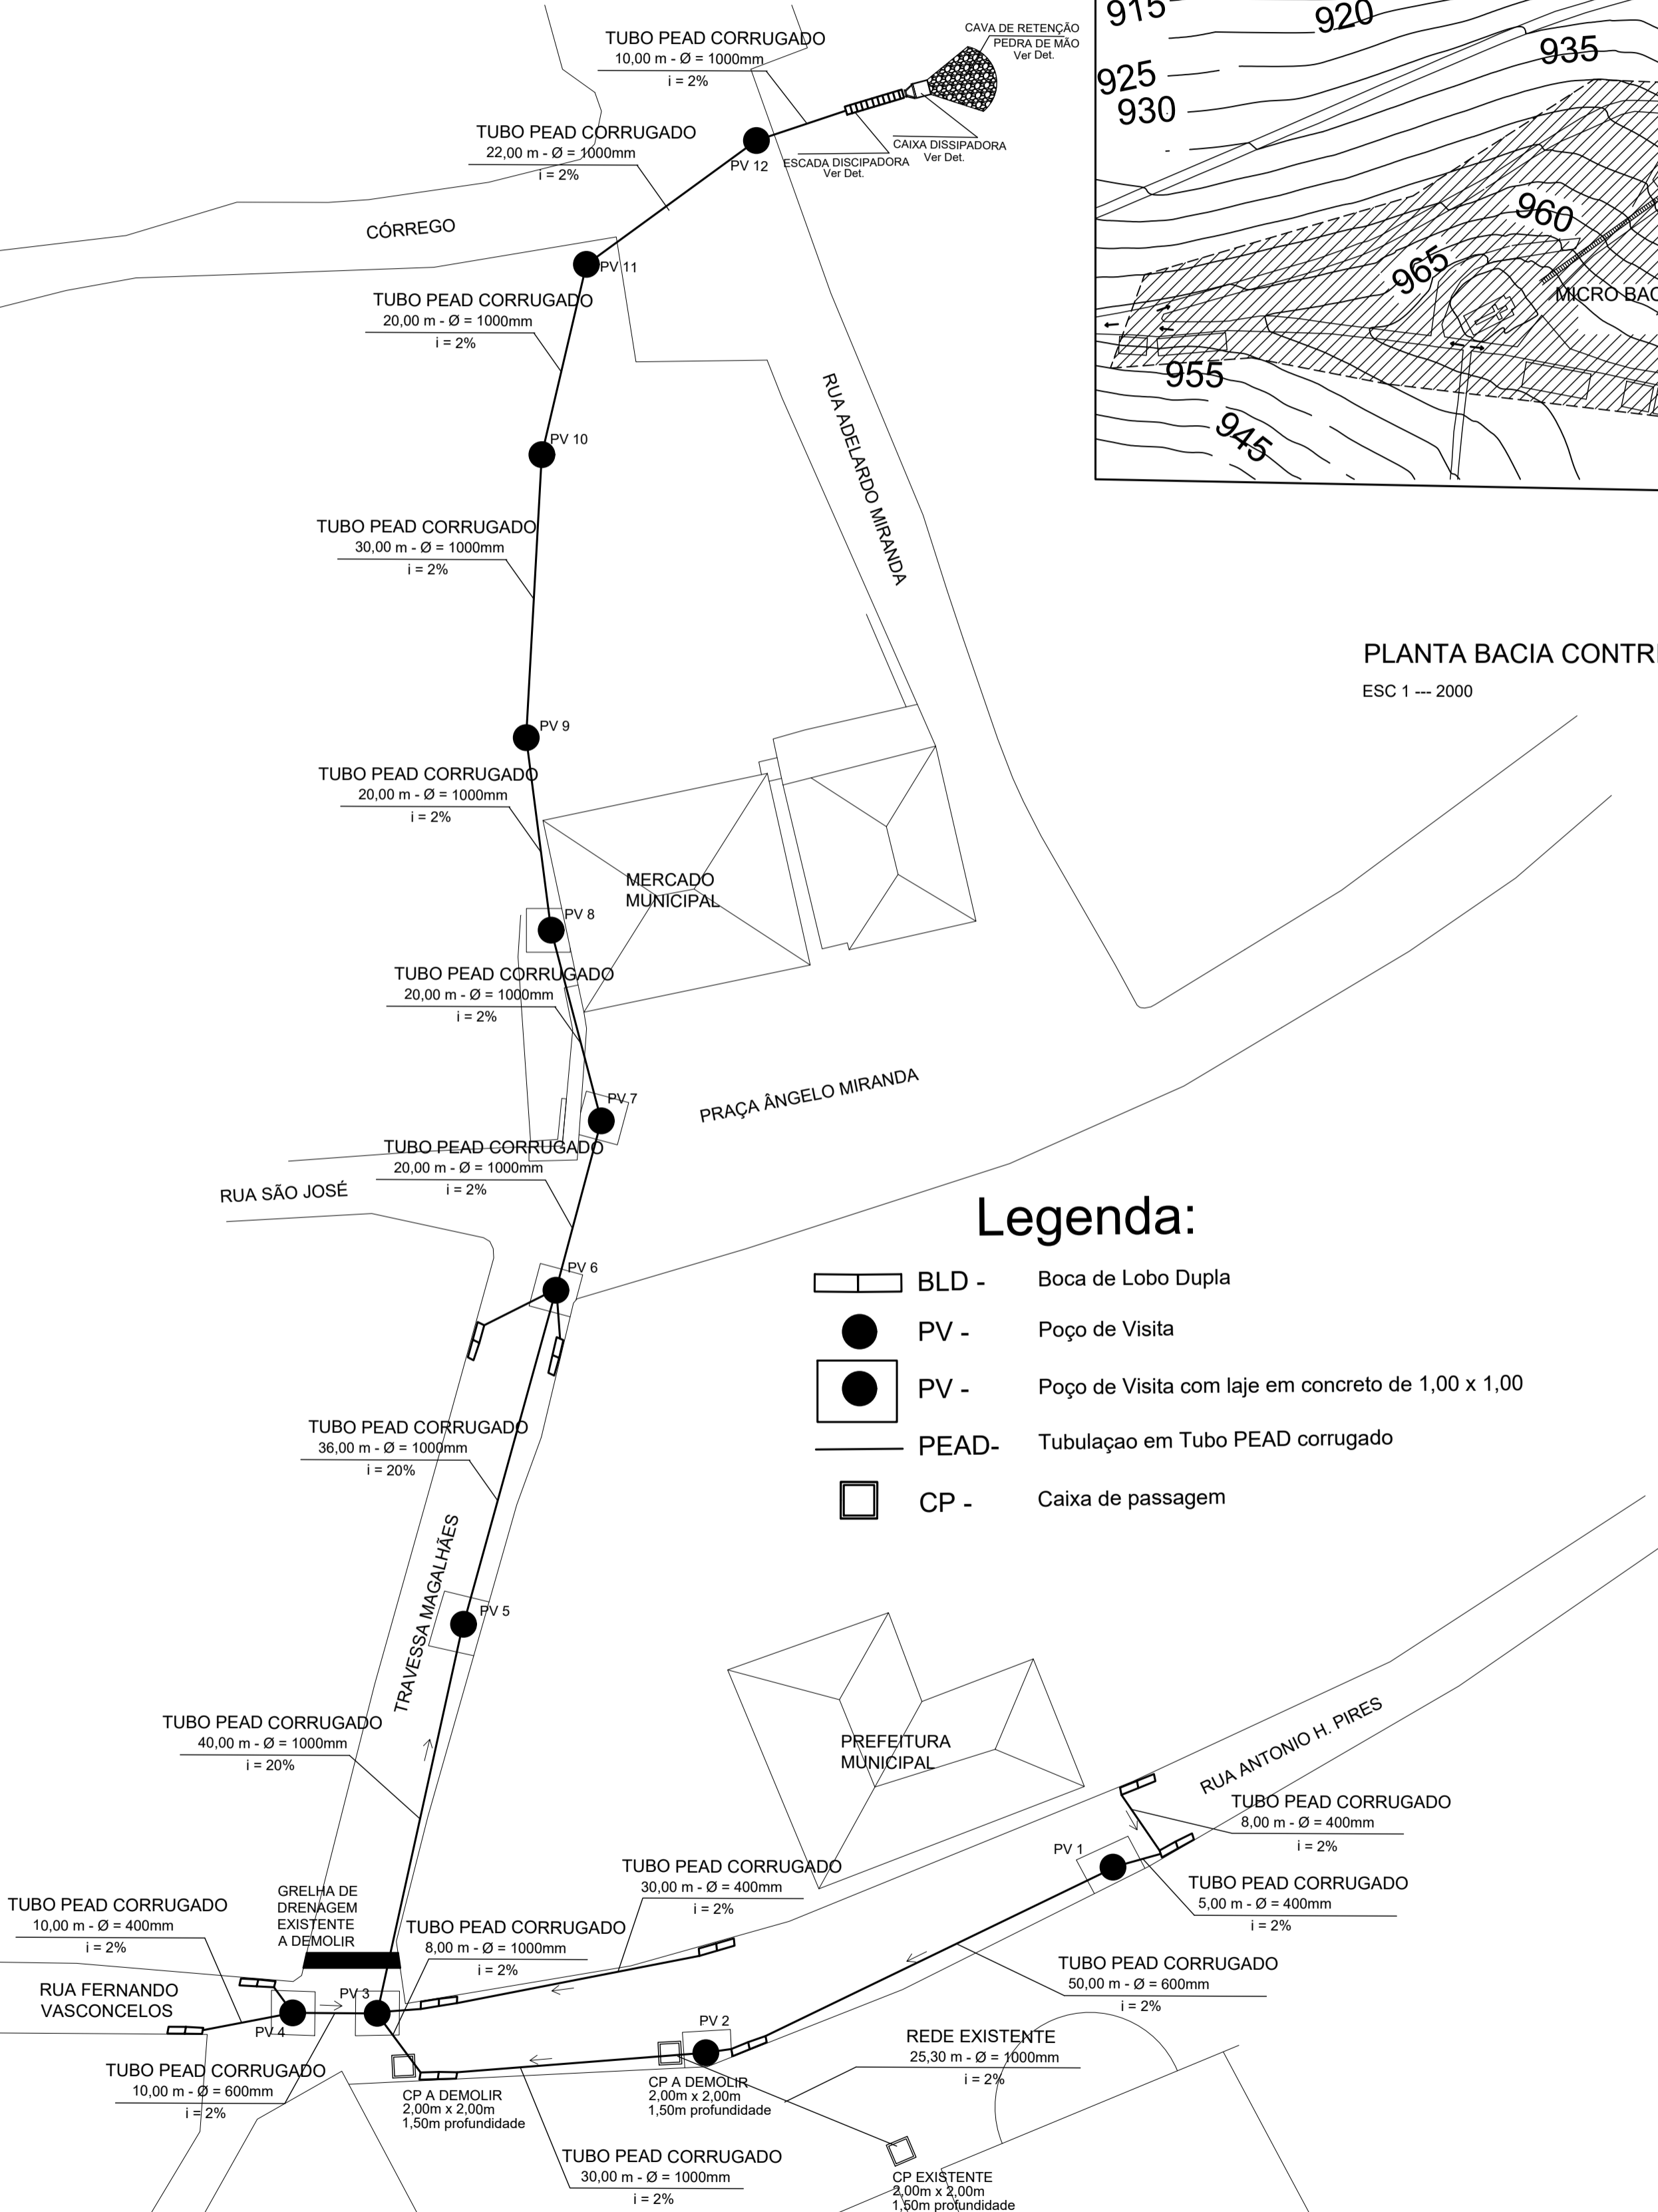 TUBO PEAD CORRUGADO
10,00 m - Ø = 1000mm
i = 2%
CAVA DE RETENÇÃO
PEDRA DE MÃO
Ver Det.
CAIXA DISSIPADORA
Ver Det.
ESCADA DISCIPADORA
Ver Det.
PV 12
TUBO PEAD CORRUGADO
22,00 m - Ø = 1000mm
i = 2%
CÓRREGO
PV 11
TUBO PEAD CORRUGADO
20,00 m - Ø = 1000mm
i = 2%
915
920
935
925
930
960
965
MICRO BAC
955
945
RUA ADELARDO MIRANDA
PV 10
TUBO PEAD CORRUGADO
30,00 m - Ø = 1000mm
i = 2%
PLANTA BACIA CONTRI
ESC 1 --- 2000
PV 9
TUBO PEAD CORRUGADO
20,00 m - Ø = 1000mm
i = 2%
MERCADO
MUNICIPAL
PV 8
TUBO PEAD CORRUGADO
20,00 m - Ø = 1000mm
i = 2%
PV 7
PRAÇA ÂNGELO MIRANDA
TUBO PEAD CORRUGADO
20,00 m - Ø = 1000mm
i = 2%
RUA SÃO JOSÉ
PV 6
Legenda:
BLD - Boca de Lobo Dupla
PV - Poço de Visita
PV - Poço de Visita com laje em concreto de 1,00 x 1,00
PEAD- Tubulaçao em Tubo PEAD corrugado
CP - Caixa de passagem
TUBO PEAD CORRUGADO
36,00 m - Ø = 1000mm
i = 20%
TRAVESSA MAGALHÃES
PV 5
TUBO PEAD CORRUGADO
40,00 m - Ø = 1000mm
i = 20%
PREFEITURA
MUNICIPAL
RUA ANTONIO H. PIRES
TUBO PEAD CORRUGADO
8,00 m - Ø = 400mm
i = 2%
PV 1
TUBO PEAD CORRUGADO
5,00 m - Ø = 400mm
i = 2%
TUBO PEAD CORRUGADO
30,00 m - Ø = 400mm
i = 2%
GRELHA DE
DRENAGEM
EXISTENTE
A DEMOLIR
TUBO PEAD CORRUGADO
10,00 m - Ø = 400mm
i = 2%
TUBO PEAD CORRUGADO
8,00 m - Ø = 1000mm
i = 2%
TUBO PEAD CORRUGADO
50,00 m - Ø = 600mm
i = 2%
RUA FERNANDO
VASCONCELOS
PV 3
PV 4
PV 2
REDE EXISTENTE
25,30 m - Ø = 1000mm
i = 2%
TUBO PEAD CORRUGADO
10,00 m - Ø = 600mm
i = 2%
CP A DEMOLIR
2,00m x 2,00m
1,50m profundidade
CP A DEMOLIR
2,00m x 2,00m
1,50m profundidade
TUBO PEAD CORRUGADO
30,00 m - Ø = 1000mm
i = 2%
CP EXISTENTE
2,00m x 2,00m
1,50m profundidade